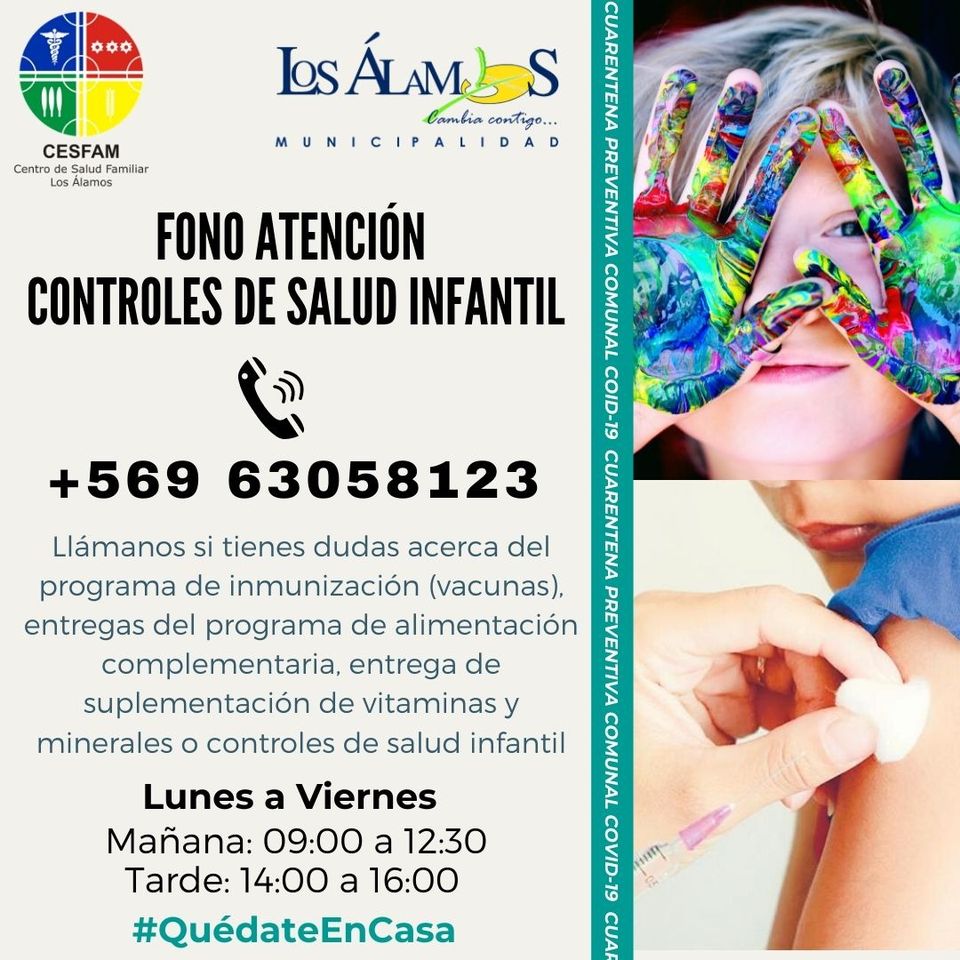 CESFAM
Centro de Salud Familiar
Los Álamos
LOS ÁLAMOS
Cambia contigo...
MUNICIPALIDAD
FONO ATENCIÓN
CONTROLES DE SALUD INFANTIL
+569 63058123
Llámanos si tienes dudas acerca del
programa de inmunización (vacunas),
entregas del programa de alimentación
complementaria, entrega de
suplementación de vitaminas y
minerales o controles de salud infantil
Lunes a Viernes
Mañana: 09:00 a 12:30
Tarde: 14:00 a 16:00
#QuédateEnCasa
CUARENTENA PREVENTIVA COMUNAL COID-19 CUARENTENA PREVENTIVA COMUNAL COVID-19 CUAR